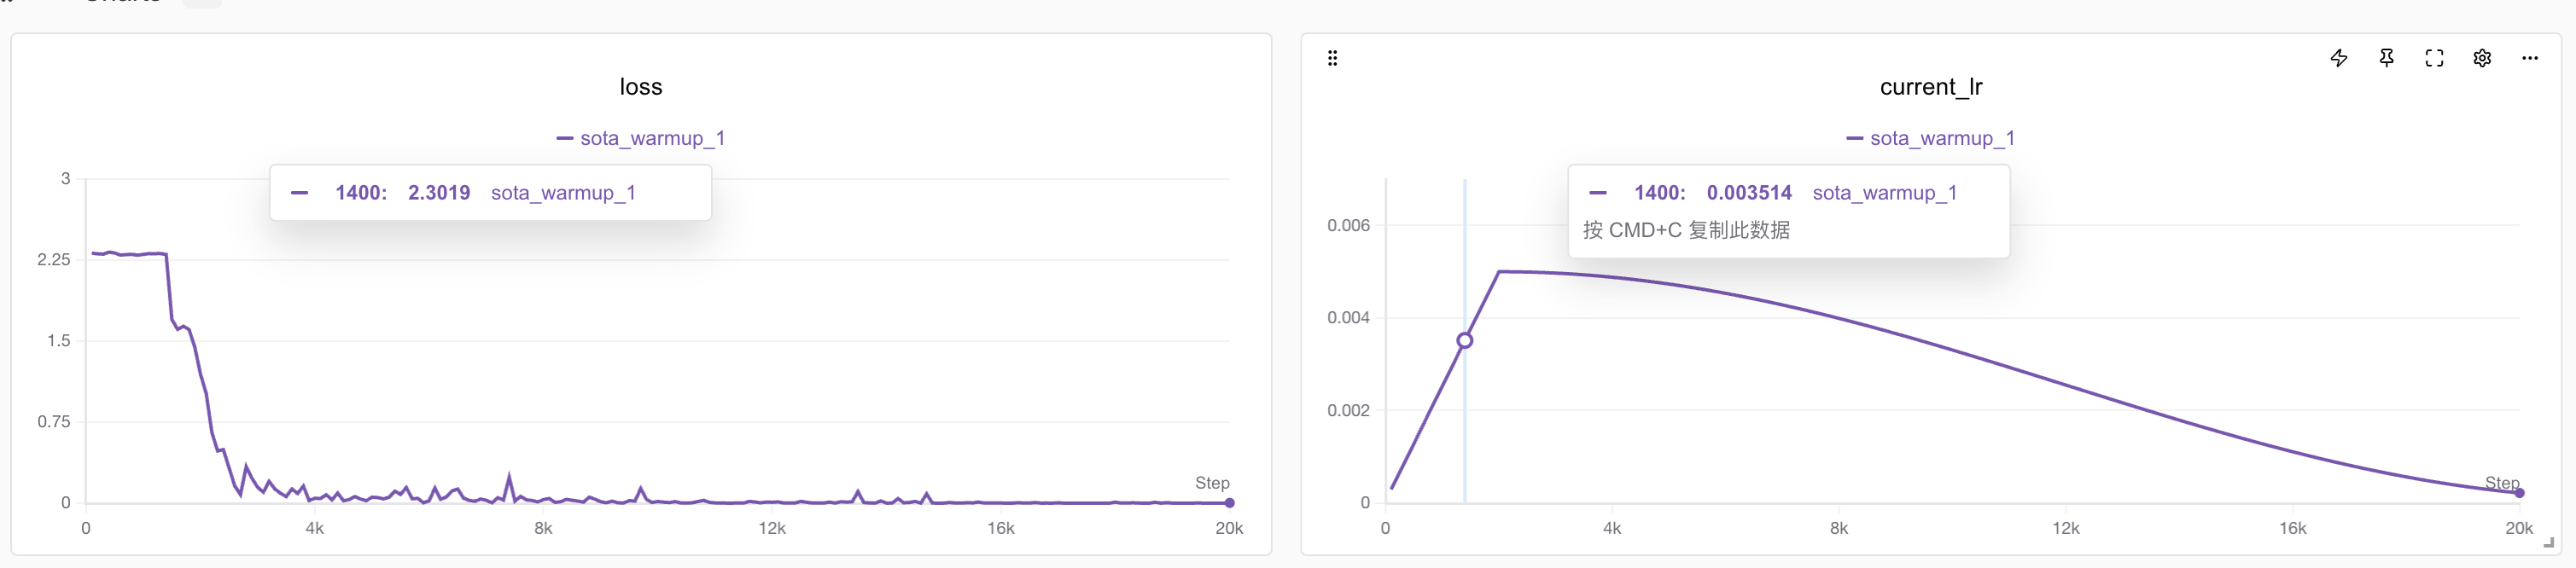 loss
sota_warmup_1
1400: 2.3019 sota_warmup_1
3
2.25
1.5
0.75
0
Step
0 4k 8k 12k 16k 20k
current_lr
sota_warmup_1
1400: 0.003514 sota_warmup_1
按 CMD+C 复制此数据
0.006
0.004
0.002
0
Step
0 4k 8k 12k 16k 20k